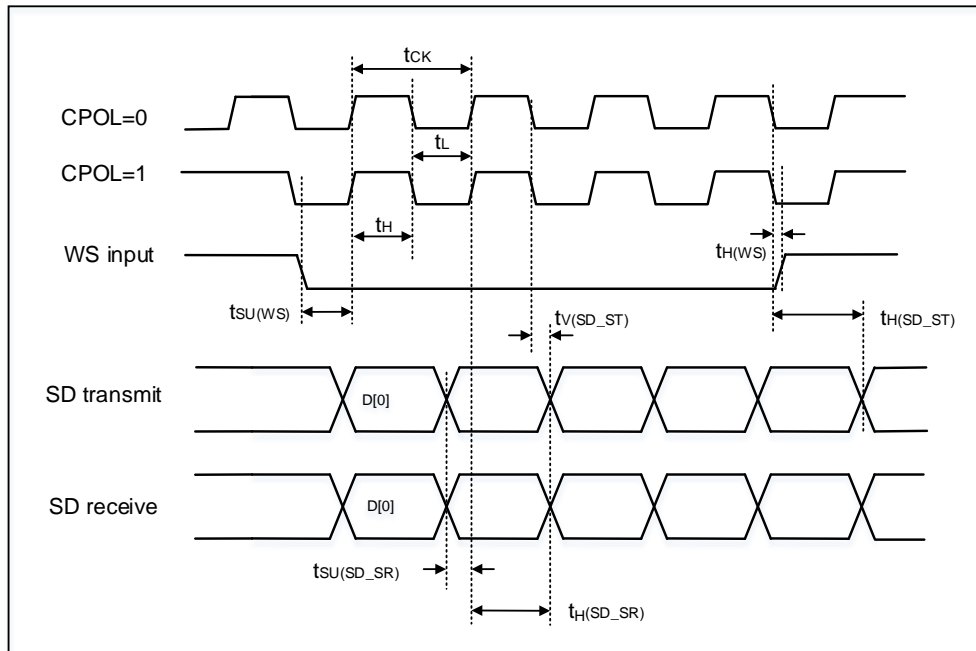 tCK
CPOL=0
tL
CPOL=1
tH
WS input
tH(WS)
tSU(WS)
tV(SD_ST)
tH(SD_ST)
SD transmit
D[0]
SD receive
D[0]
tSU(SD_SR)
tH(SD_SR)